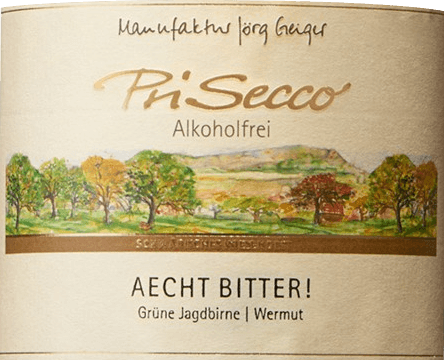 Manufaktur Jörg Geiger
PriSecco
Alkoholfrei
AECHT BITTER!
Grüne Jagdbirne | Wermut